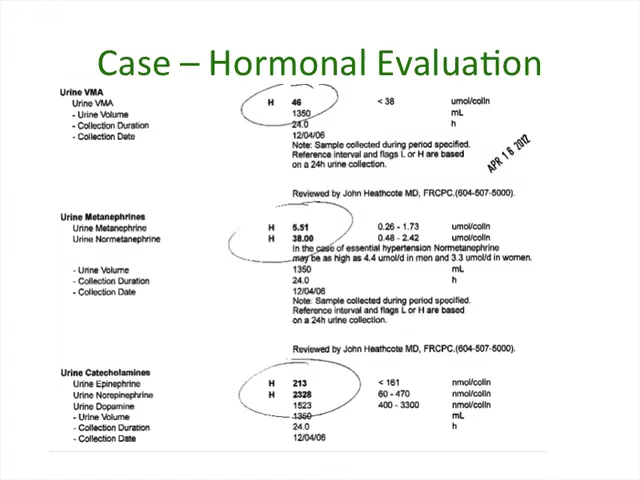 Case – Hormonal Evaluation
Urine VMA
Urine VMA H 46 < 38 umol/colln
- Urine Volume 1350 mL
- Collection Duration 24.0 h
- Collection Date 12/04/06
Note: Sample collected during period specified.
Reference interval and flags L or H are based
on a 24h urine collection.
APR 16 2012
Reviewed by John Heathcote MD, FRCPC.(604-507-5000).
Urine Metanephrines
Urine Metanephrine H 5.51 0.26 - 1.73 umol/colln
Urine Normetanephrine H 38.00 0.48 - 2.42 umol/colln
In the case of essential hypertension Normetanephrine
may be as high as 4.4 umol/d in men and 3.3 umol/d in women.
- Urine Volume 1350 mL
- Collection Duration 24.0 h
- Collection Date 12/04/06
Note: Sample collected during period specified.
Reference interval and flags L or H are based
on a 24h urine collection.
Reviewed by John Heathcote MD, FRCPC.(604-507-5000).
Urine Catecholamines
Urine Epinephrine H 213 < 161 nmol/colln
Urine Norepinephrine H 2328 60 - 470 nmol/colln
Urine Dopamine 1523 400 - 3300 nmol/colln
- Urine Volume 1350 mL
- Collection Duration 24.0 h
- Collection Date 12/04/06